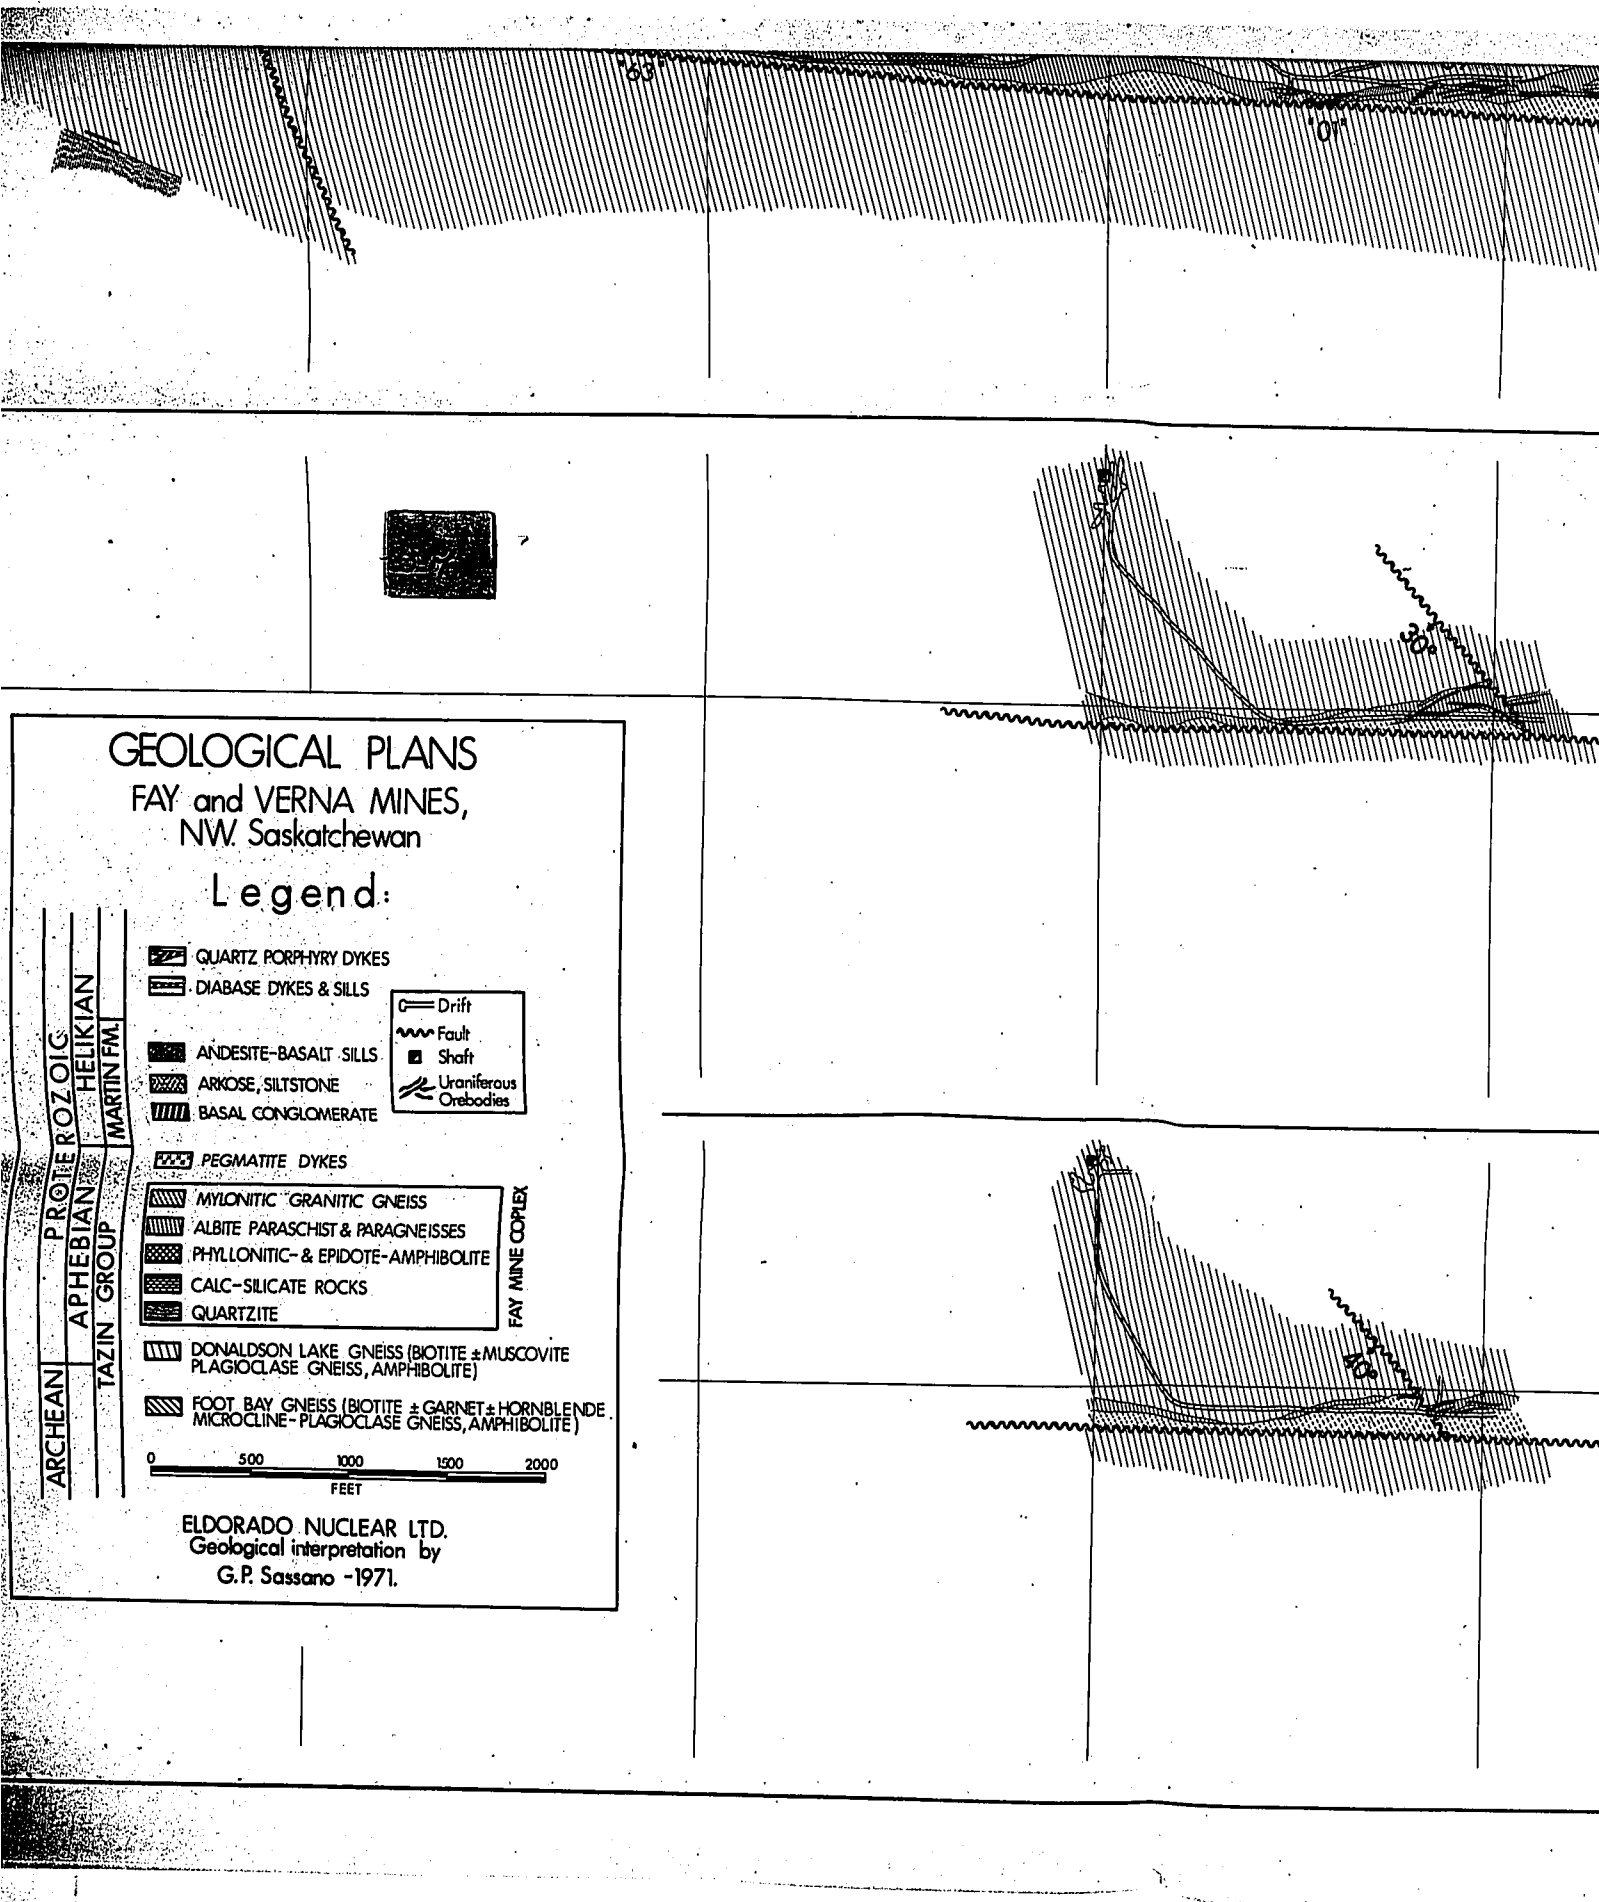 "63"
"01"
30°
GEOLOGICAL PLANS
FAY and VERNA MINES,
NW. Saskatchewan
Legend:
QUARTZ PORPHYRY DYKES
DIABASE DYKES & SILLS
ANDESITE-BASALT SILLS
ARKOSE, SILTSTONE
BASAL CONGLOMERATE
Drift
Fault
Shaft
Uraniferous
Orebodies
PEGMATITE DYKES
MYLONITIC GRANITIC GNEISS
ALBITE PARASCHIST & PARAGNEISSES
PHYLLONITIC- & EPIDOTE-AMPHIBOLITE
CALC-SILICATE ROCKS
QUARTZITE
FAY MINE COPLEX
DONALDSON LAKE GNEISS (BIOTITE ± MUSCOVITE
PLAGIOCLASE GNEISS, AMPHIBOLITE)
FOOT BAY GNEISS (BIOTITE ± GARNET ± HORNBLENDE
MICROCLINE-PLAGIOCLASE GNEISS, AMPHIBOLITE)
ARCHEAN
PROTEROZOIC
APHEBIAN
HELIKIAN
TAZIN GROUP
MARTIN FM.
0 500 1000 1500 2000
FEET
ELDORADO NUCLEAR LTD.
Geological interpretation by
G.P. Sassano -1971.
40°